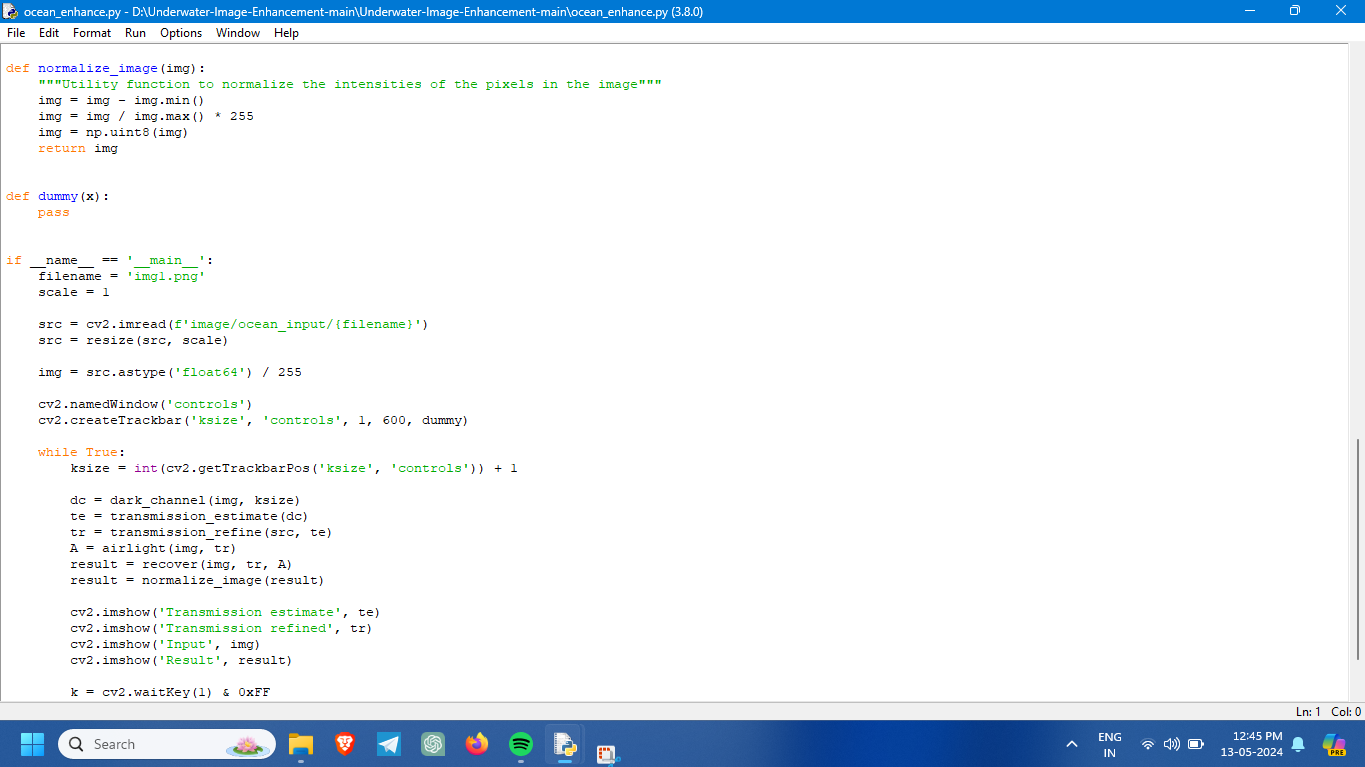 ocean_enhance.py - D:\Underwater-Image-Enhancement-main\Underwater-Image-Enhancement-main\ocean_enhance.py (3.8.0)
File Edit Format Run Options Window Help
def normalize_image(img):
    """Utility function to normalize the intensities of the pixels in the image"""
    img = img - img.min()
    img = img / img.max() * 255
    img = np.uint8(img)
    return img
def dummy(x):
    pass
if __name__ == '__main__':
    filename = 'img1.png'
    scale = 1
    src = cv2.imread(f'image/ocean_input/{filename}')
    src = resize(src, scale)
    img = src.astype('float64') / 255
    cv2.namedWindow('controls')
    cv2.createTrackbar('ksize', 'controls', 1, 600, dummy)
    while True:
        ksize = int(cv2.getTrackbarPos('ksize', 'controls')) + 1
        dc = dark_channel(img, ksize)
        te = transmission_estimate(dc)
        tr = transmission_refine(src, te)
        A = airlight(img, tr)
        result = recover(img, tr, A)
        result = normalize_image(result)
        cv2.imshow('Transmission estimate', te)
        cv2.imshow('Transmission refined', tr)
        cv2.imshow('Input', img)
        cv2.imshow('Result', result)
        k = cv2.waitKey(1) & 0xFF
Ln: 1 Col: 0
Search
ENG
IN
12:45 PM
13-05-2024
PRE